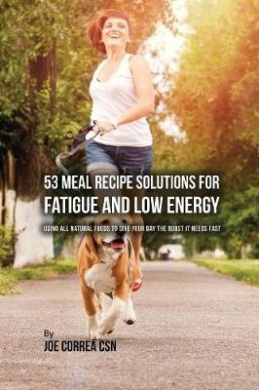 53 MEAL RECIPE SOLUTIONS FOR
FATIGUE AND LOW ENERGY
USING ALL NATURAL FOODS TO GIVE YOUR DAY THE BOOST IT NEEDS FAST
By
JOE CORREA CSN